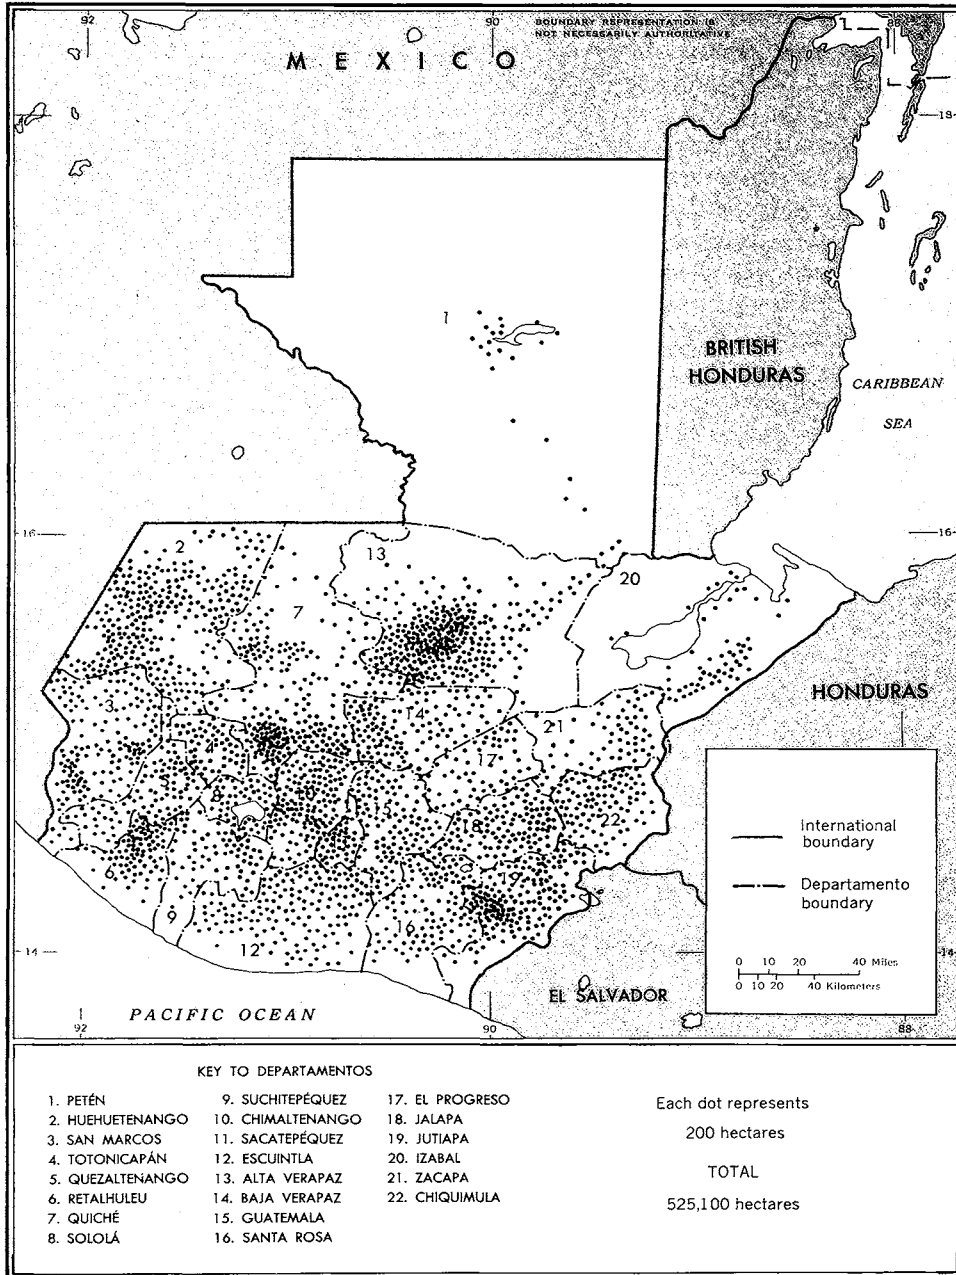 92
90
88
BOUNDARY REPRESENTATION IS
NOT NECESSARILY AUTHORITATIVE
MEXICO
18
1
BRITISH
HONDURAS
CARIBBEAN
SEA
16
16
2
13
20
7
3
14
21
HONDURAS
4
17
5
8
10
15
18
22
6
19
9
16
12
14
14
International
boundary
Departamento
boundary
0 10 20 40 Miles
0 10 20 40 Kilometers
EL SALVADOR
PACIFIC OCEAN
92
90
88
KEY TO DEPARTAMENTOS
1. PETÉN
2. HUEHUETENANGO
3. SAN MARCOS
4. TOTONICAPÁN
5. QUEZALTENANGO
6. RETALHULEU
7. QUICHÉ
8. SOLOLÁ
9. SUCHITEPÉQUEZ
10. CHIMALTENANGO
11. SACATEPÉQUEZ
12. ESCUINTLA
13. ALTA VERAPAZ
14. BAJA VERAPAZ
15. GUATEMALA
16. SANTA ROSA
17. EL PROGRESO
18. JALAPA
19. JUTIAPA
20. IZABAL
21. ZACAPA
22. CHIQUIMULA
Each dot represents
200 hectares
TOTAL
525,100 hectares